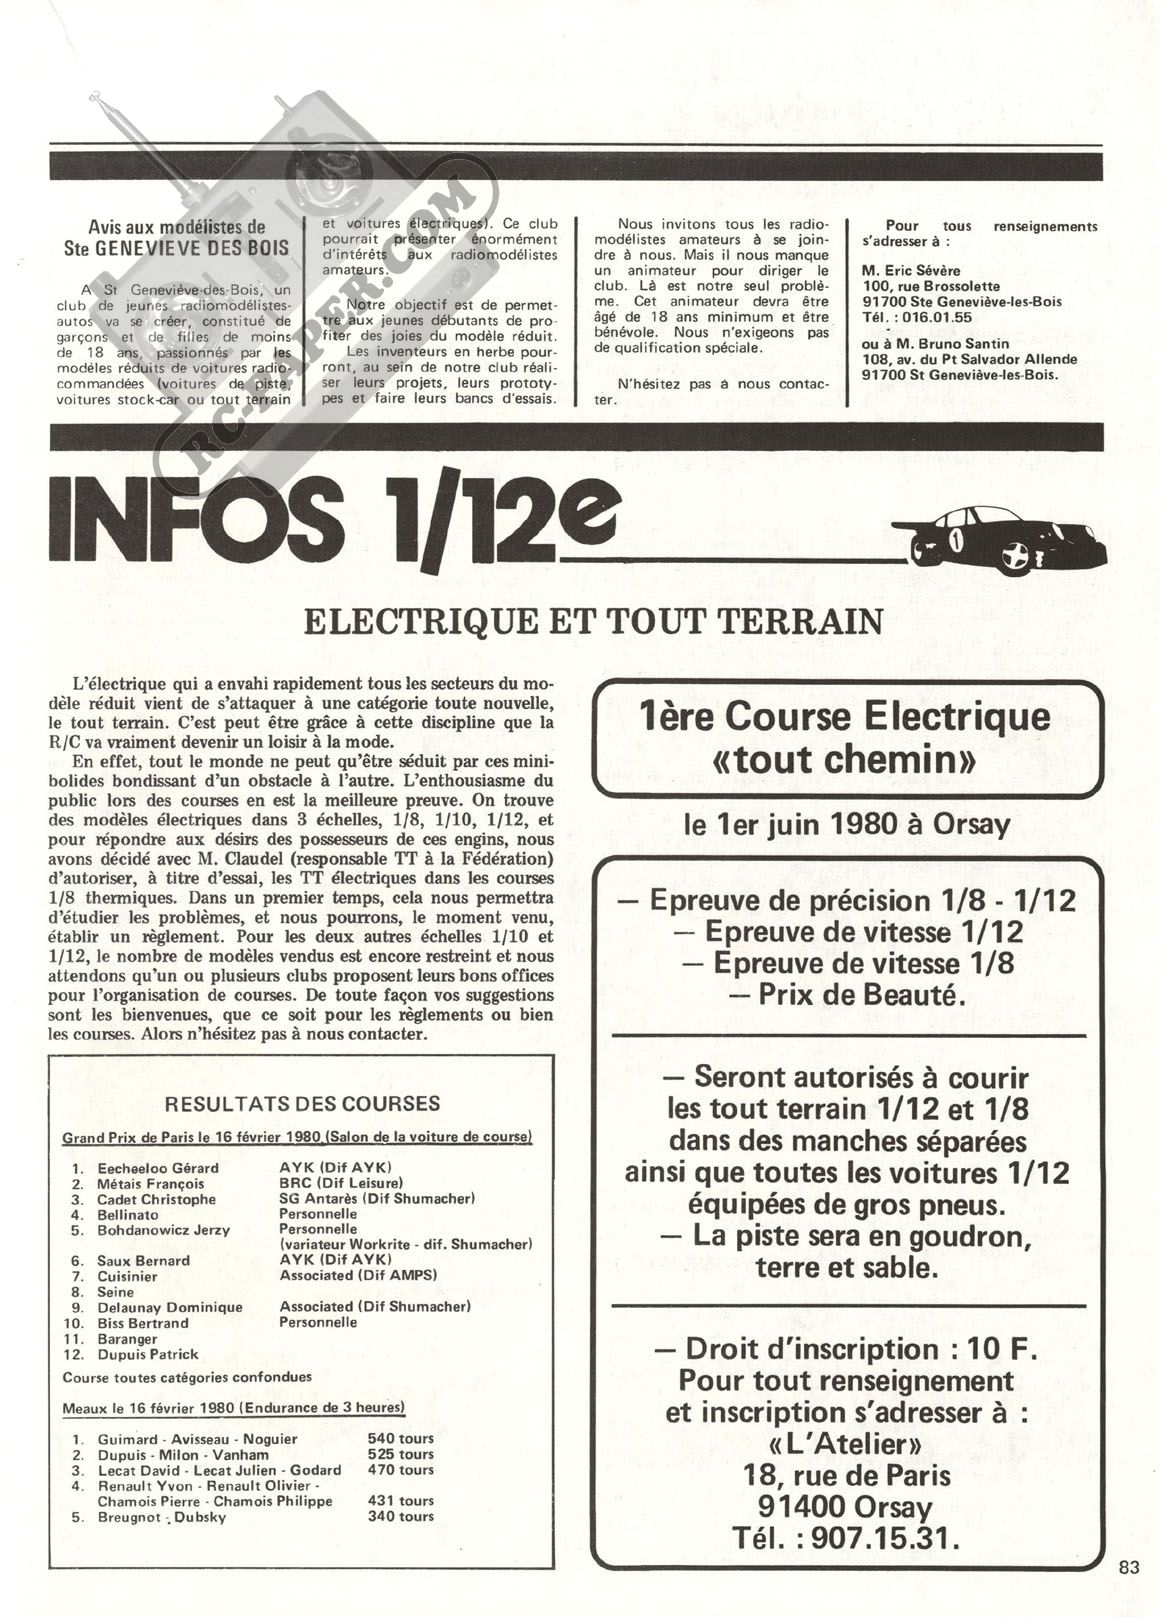 Avis aux modélistes de
Ste GENEVIEVE DES BOIS
A St Geneviève-des-Bois, un
club de jeunes radiomodélistes-
autos va se créer, constitué de
garçons et de filles de moins
de 18 ans, passionnés par les
modèles réduits de voitures radio-
commandées (voitures de piste,
voitures stock-car ou tout terrain
et voitures électriques). Ce club
pourrait présenter énormément
d'intérêts aux radiomodélistes
amateurs.
Notre objectif est de permet-
tre aux jeunes débutants de pro-
fiter des joies du modèle réduit.
Les inventeurs en herbe pour-
ront, au sein de notre club réali-
ser leurs projets, leurs prototy-
pes et faire leurs bancs d'essais.
Nous invitons tous les radio-
modélistes amateurs à se join-
dre à nous. Mais il nous manque
un animateur pour diriger le
club. Là est notre seul problè-
me. Cet animateur devra être
âgé de 18 ans minimum et être
bénévole. Nous n'exigeons pas
de qualification spéciale.
N'hésitez pas à nous contac-
ter.
Pour tous renseignements
s'adresser à :
M. Eric Sévère
100, rue Brossolette
91700 Ste Geneviève-les-Bois
Tél. : 016.01.55
ou à M. Bruno Santin
108, av. du Pt Salvador Allende
91700 St Geneviève-les-Bois.
RC-PAPER.COM
INFOS 1/12e
1
ELECTRIQUE ET TOUT TERRAIN
L'électrique qui a envahi rapidement tous les secteurs du mo-
dèle réduit vient de s'attaquer à une catégorie toute nouvelle,
le tout terrain. C'est peut être grâce à cette discipline que la
R/C va vraiment devenir un loisir à la mode.
En effet, tout le monde ne peut qu'être séduit par ces mini-
bolides bondissant d'un obstacle à l'autre. L'enthousiasme du
public lors des courses en est la meilleure preuve. On trouve
des modèles électriques dans 3 échelles, 1/8, 1/10, 1/12, et
pour répondre aux désirs des possesseurs de ces engins, nous
avons décidé avec M. Claudel (responsable TT à la Fédération)
d'autoriser, à titre d'essai, les TT électriques dans les courses
1/8 thermiques. Dans un premier temps, cela nous permettra
d'étudier les problèmes, et nous pourrons, le moment venu,
établir un règlement. Pour les deux autres échelles 1/10 et
1/12, le nombre de modèles vendus est encore restreint et nous
attendons qu'un ou plusieurs clubs proposent leurs bons offices
pour l'organisation de courses. De toute façon vos suggestions
sont les bienvenues, que ce soit pour les règlements ou bien
les courses. Alors n'hésitez pas à nous contacter.
RESULTATS DES COURSES
Grand Prix de Paris le 16 février 1980 (Salon de la voiture de course)
1. Eecheeloo Gérard AYK (Dif AYK)
2. Métais François BRC (Dif Leisure)
3. Cadet Christophe SG Antarès (Dif Shumacher)
4. Bellinato Personnelle
5. Bohdanowicz Jerzy Personnelle
(variateur Workrite - dif. Shumacher)
6. Saux Bernard AYK (Dif AYK)
7. Cuisinier Associated (Dif AMPS)
8. Seine
9. Delaunay Dominique Associated (Dif Shumacher)
10. Biss Bertrand Personnelle
11. Baranger
12. Dupuis Patrick
Course toutes catégories confondues
Meaux le 16 février 1980 (Endurance de 3 heures)
1. Guimard - Avisseau - Noguier 540 tours
2. Dupuis - Milon - Vanham 525 tours
3. Lecat David - Lecat Julien - Godard 470 tours
4. Renault Yvon - Renault Olivier -
Chamois Pierre - Chamois Philippe 431 tours
5. Breugnot - Dubsky 340 tours
1ère Course Electrique
«tout chemin»
le 1er juin 1980 à Orsay
— Epreuve de précision 1/8 - 1/12
— Epreuve de vitesse 1/12
— Epreuve de vitesse 1/8
— Prix de Beauté.
— Seront autorisés à courir
les tout terrain 1/12 et 1/8
dans des manches séparées
ainsi que toutes les voitures 1/12
équipées de gros pneus.
— La piste sera en goudron,
terre et sable.
— Droit d'inscription : 10 F.
Pour tout renseignement
et inscription s'adresser à :
«L'Atelier»
18, rue de Paris
91400 Orsay
Tél. : 907.15.31.
83